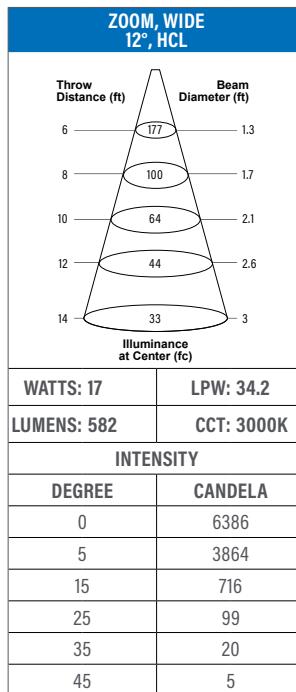 ZOOM, WIDE
12°, HCL
Throw Beam
Distance (ft) Diameter (ft)
6 177 1.3
8 100 1.7
10 64 2.1
12 44 2.6
14 33 3
Illuminance
at Center (fc)
WATTS: 17 LPW: 34.2
LUMENS: 582 CCT: 3000K
INTENSITY
DEGREE CANDELA
0 6386
5 3864
15 716
25 99
35 20
45 5